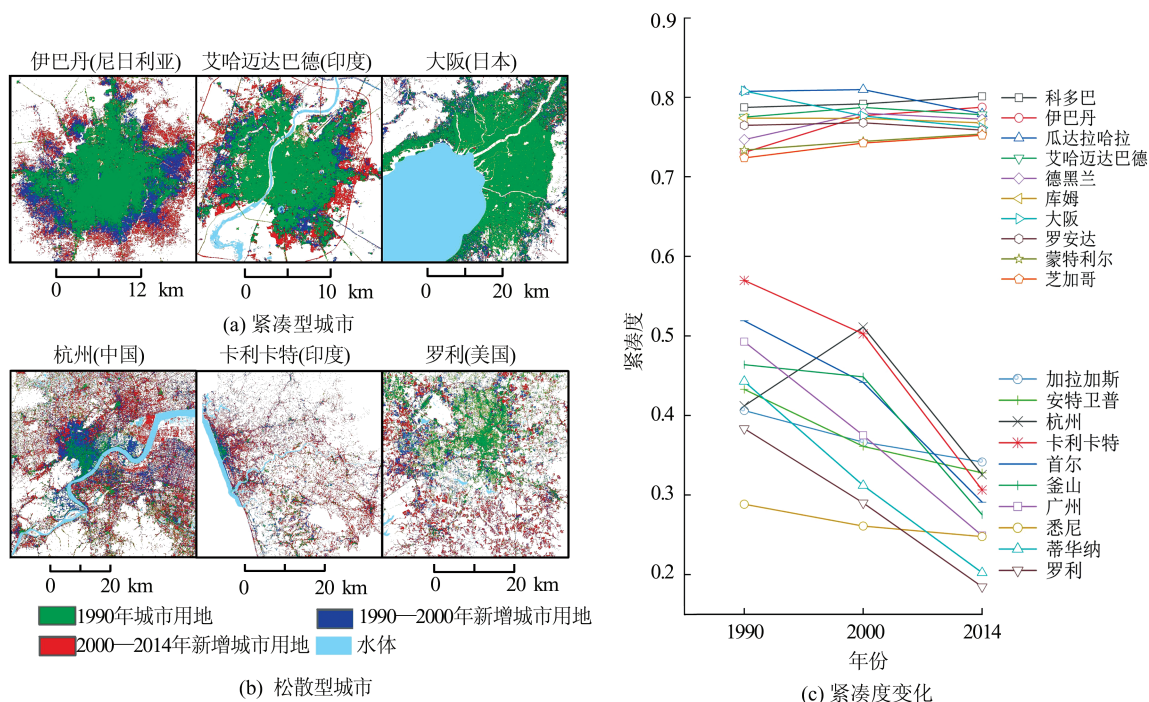 伊巴丹(尼日利亚)
艾哈迈达巴德(印度)
大阪(日本)
0 12 km
0 10 km
0 20 km
(a) 紧凑型城市
杭州(中国)
卡利卡特(印度)
罗利(美国)
0 20 km
0 20 km
0 20 km
1990年城市用地
1990—2000年新增城市用地
2000—2014年新增城市用地
水体
(b) 松散型城市
0.9
0.8
0.7
0.6
0.5
0.4
0.3
0.2
紧凑度
1990
2000
2014
年份
科多巴
伊巴丹
瓜达拉哈拉
艾哈迈达巴德
德黑兰
库姆
大阪
罗安达
蒙特利尔
芝加哥
加拉加斯
安特卫普
杭州
卡利卡特
首尔
釜山
广州
悉尼
蒂华纳
罗利
(c) 紧凑度变化